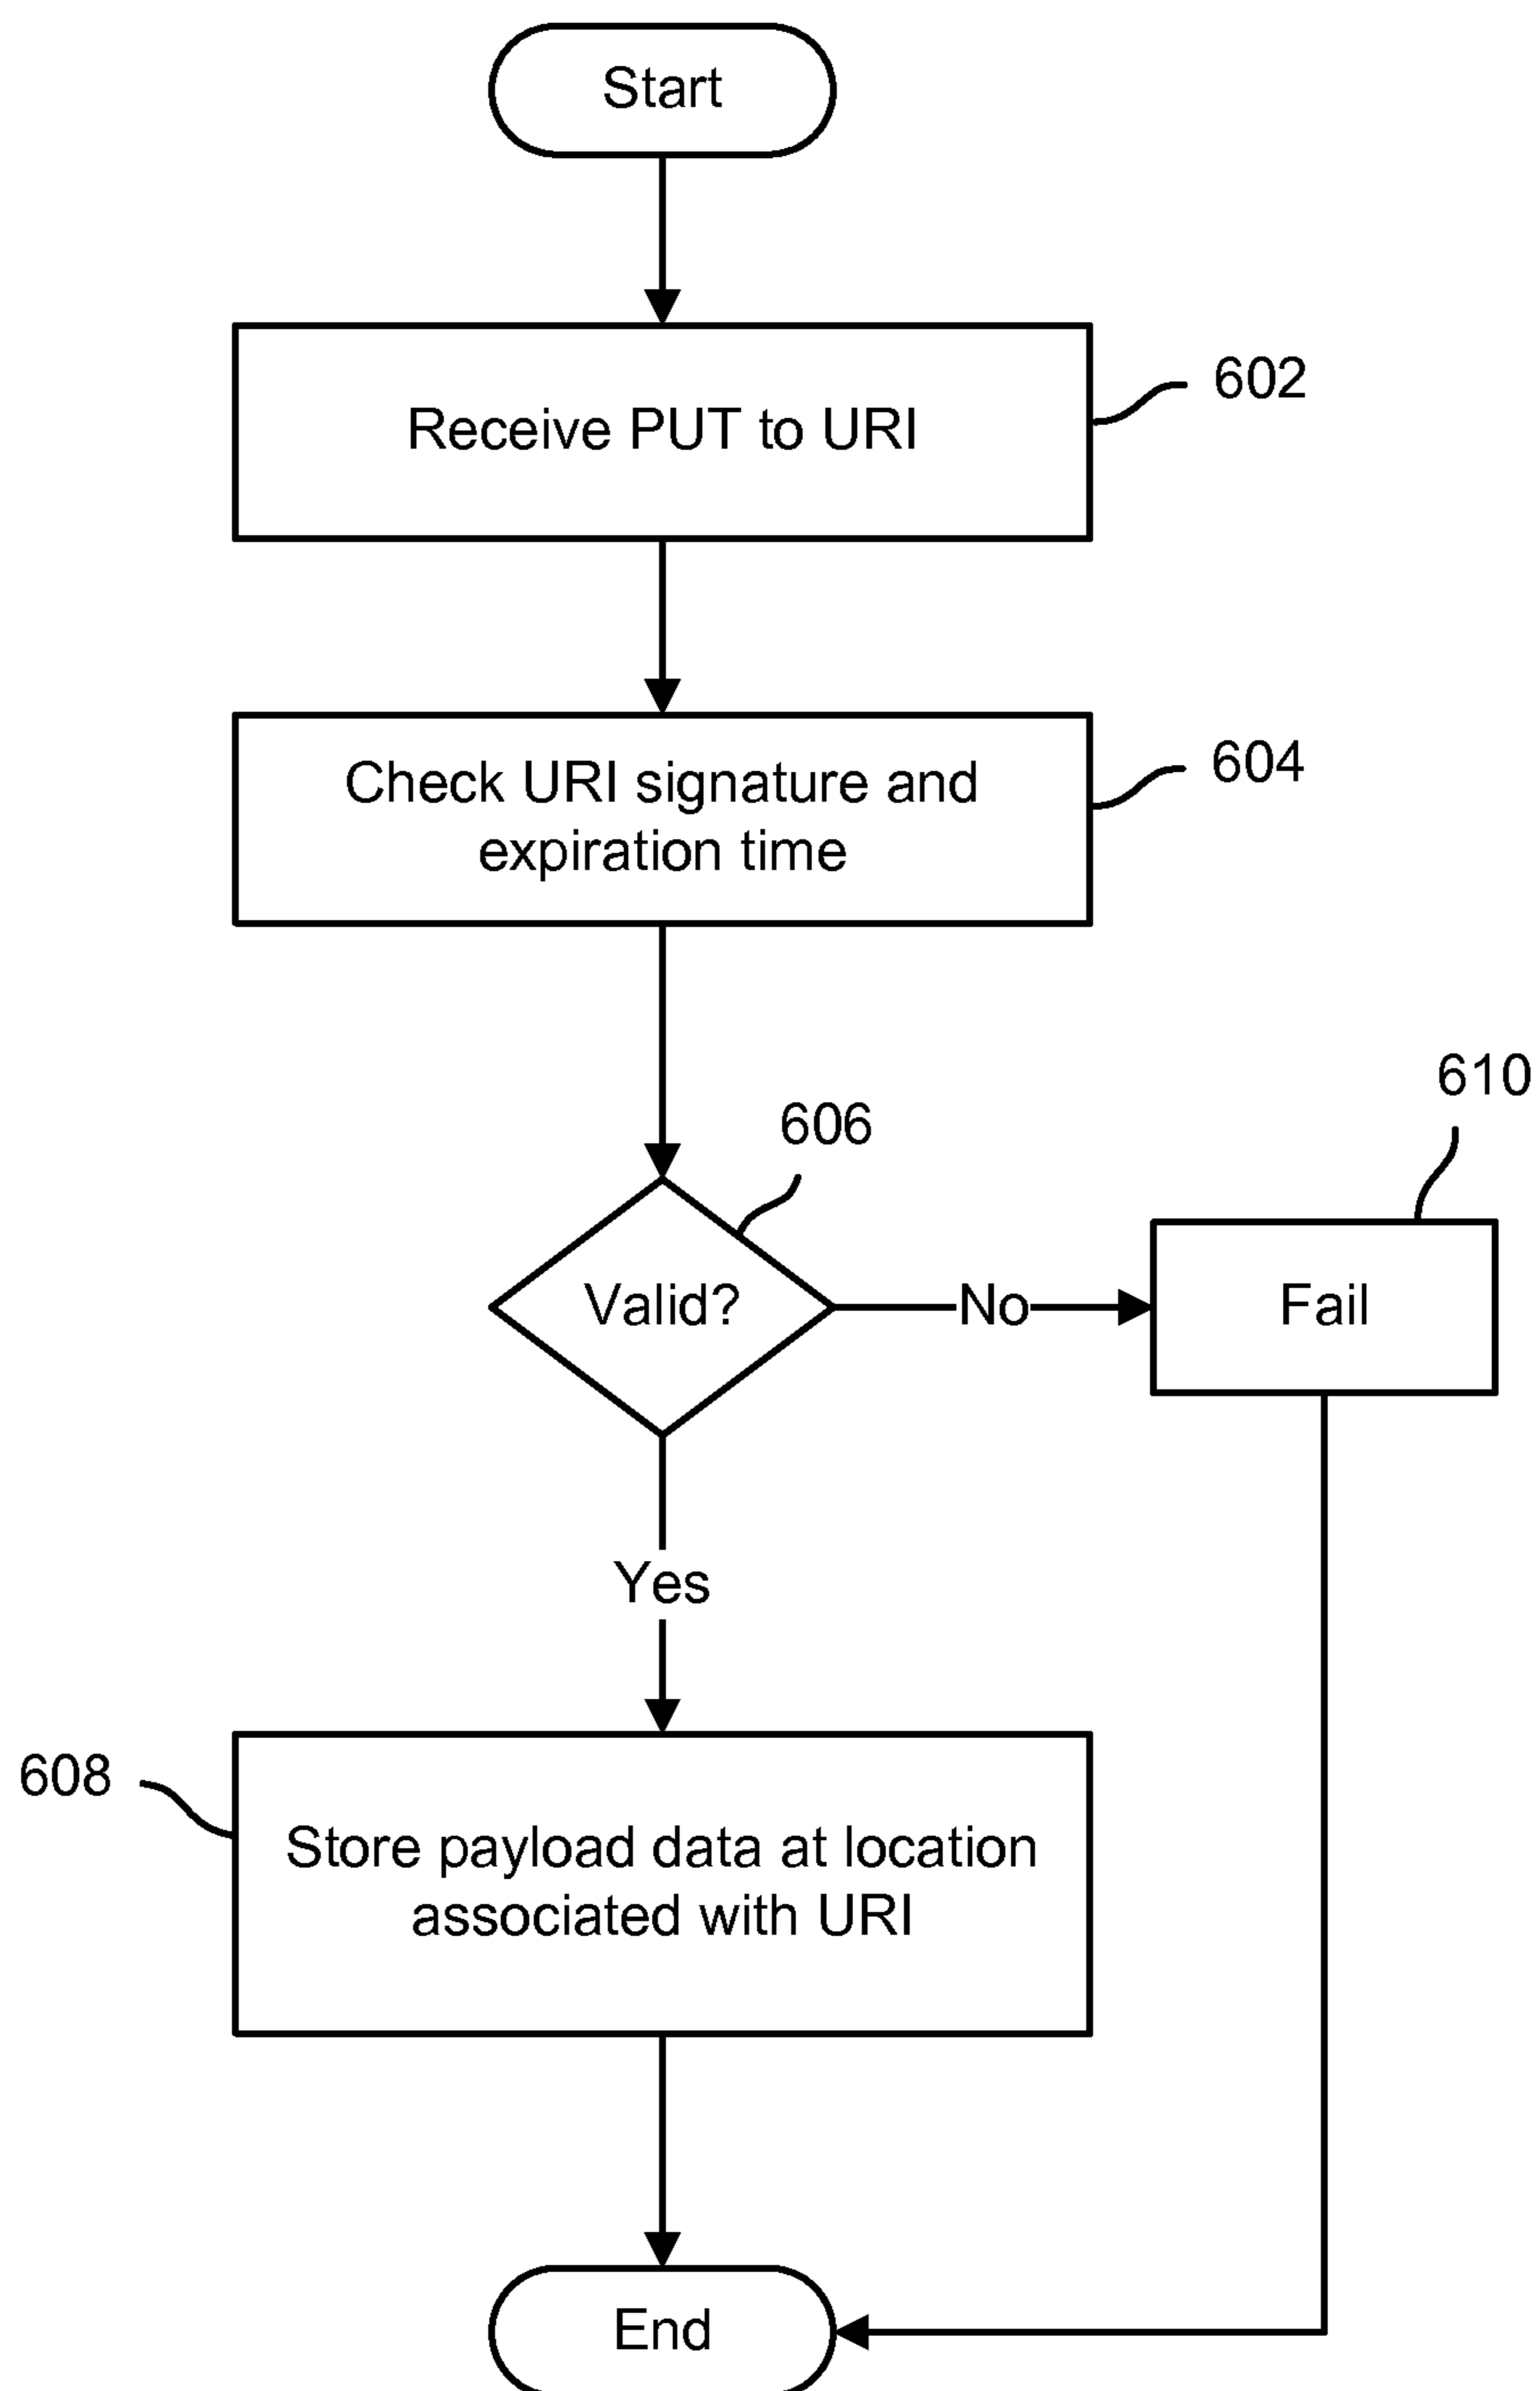 Start
Receive PUT to URI
602
Check URI signature and
expiration time
604
606
610
Valid?
No
Fail
Yes
608
Store payload data at location
associated with URI
End